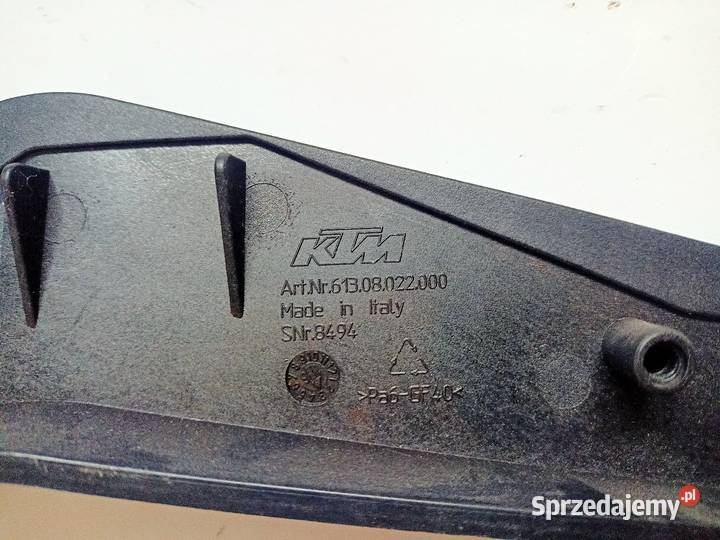 KTM
Art.Nr.613.08.022.000
Made in Italy
SNr.8494
>Pa6-GF40<
Sprzedajemy.pl